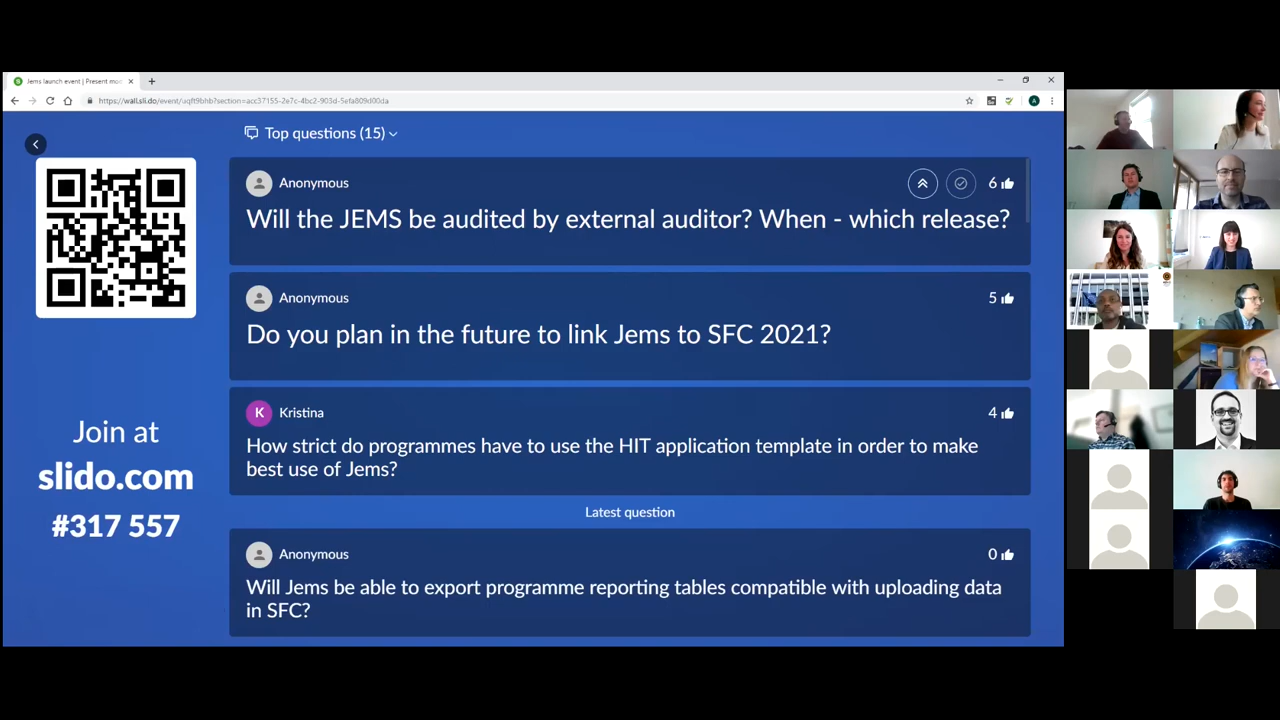 Jems launch event | Present mo
https://wall.sli.do/event/uqft9bhb?section=acc37155-2e7c-4bc2-903d-5efa809d00da
A
Top questions (15)
Anonymous
6
Will the JEMS be audited by external auditor? When - which release?
Anonymous
5
Do you plan in the future to link Jems to SFC 2021?
K
Kristina
4
How strict do programmes have to use the HIT application template in order to make
best use of Jems?
Latest question
Anonymous
0
Will Jems be able to export programme reporting tables compatible with uploading data
in SFC?
Join at
slido.com
#317 557